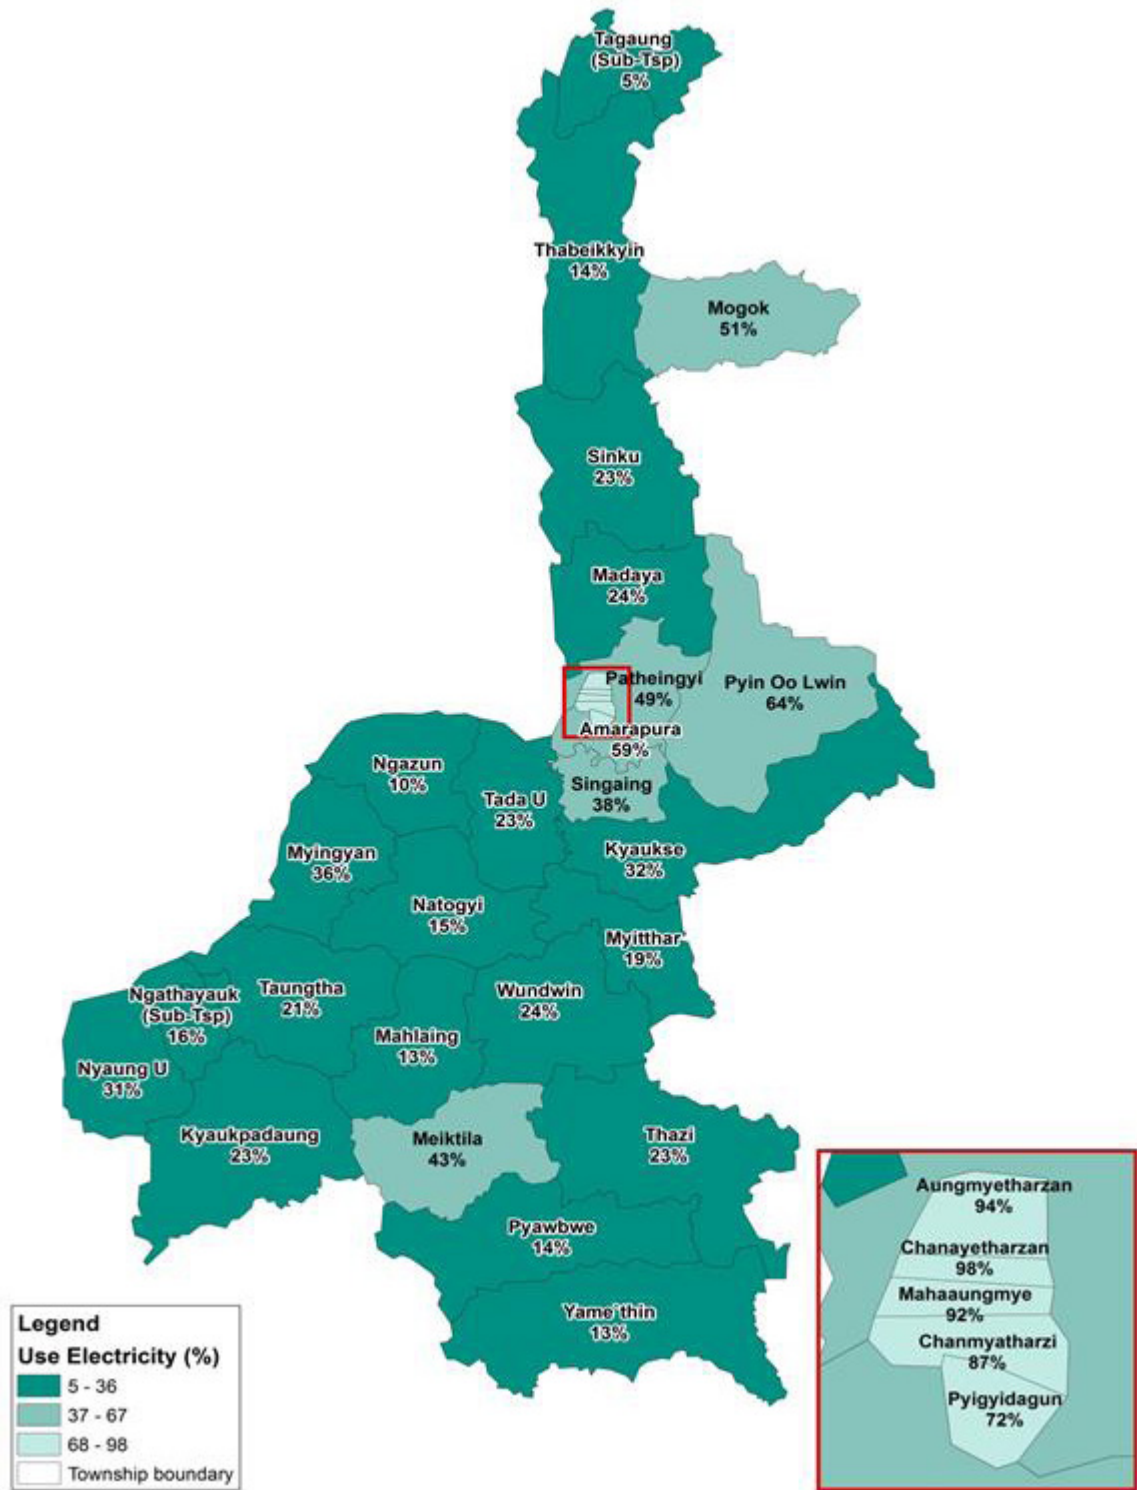 Tagaung
(Sub-Tsp)
5%
Thabeikkyin
14%
Mogok
51%
Sinku
23%
Madaya
24%
Patheingyi
49%
Pyin Oo Lwin
64%
Amarapura
59%
Ngazun
10%
Tada U
23%
Singaing
38%
Myingyan
36%
Kyaukse
32%
Natogyi
15%
Myitthar
19%
Ngathayauk
(Sub-Tsp)
16%
Taungtha
21%
Wundwin
24%
Mahlaing
13%
Nyaung U
31%
Kyaukpadaung
23%
Meiktila
43%
Thazi
23%
Pyawbwe
14%
Yame`thin
13%
Aungmyetharzan
94%
Chanayetharzan
98%
Mahaaungmye
92%
Chanmyatharzi
87%
Pyigyidagun
72%
Legend
Use Electricity (%)
5 - 36
37 - 67
68 - 98
Township boundary